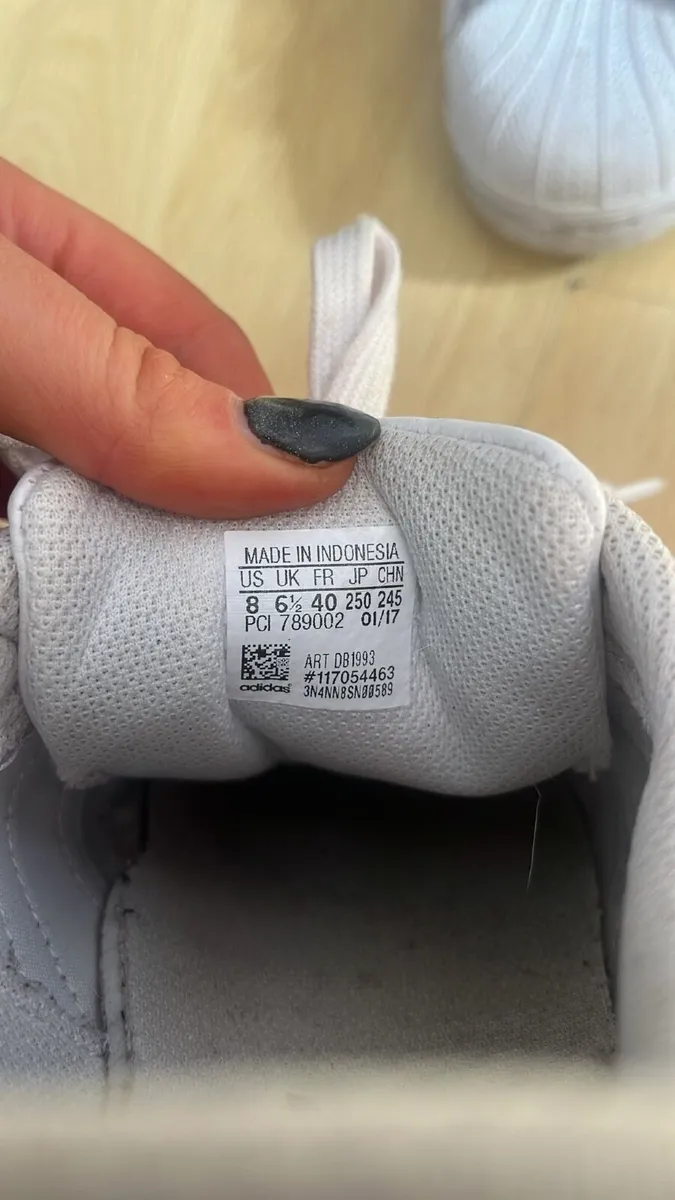 MADE IN INDONESIA
US UK FR JP CHN
8 6½ 40 250 245
PCI 789002 01/17
ART DB1993
#117054463
adidas 3N4NN8SN00589